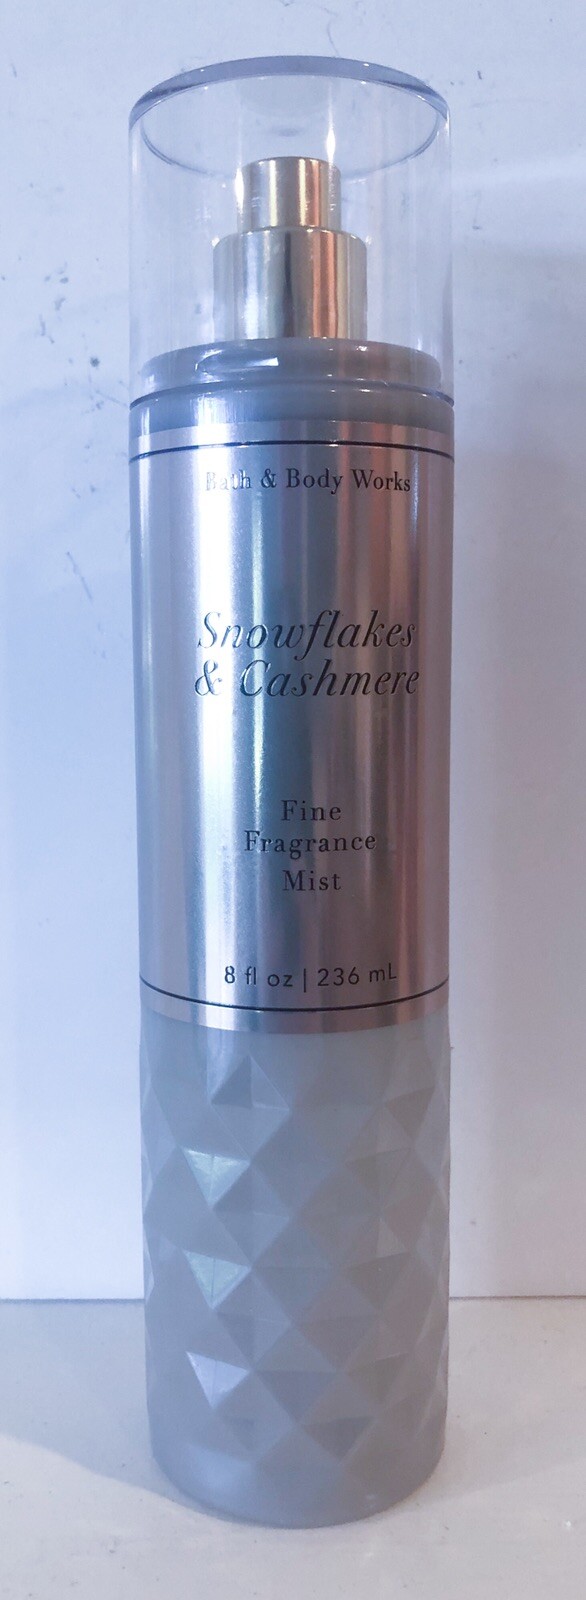 Bath & Body Works
Snowflakes
& Cashmere
Fine
Fragrance
Mist
8 fl oz | 236 mL